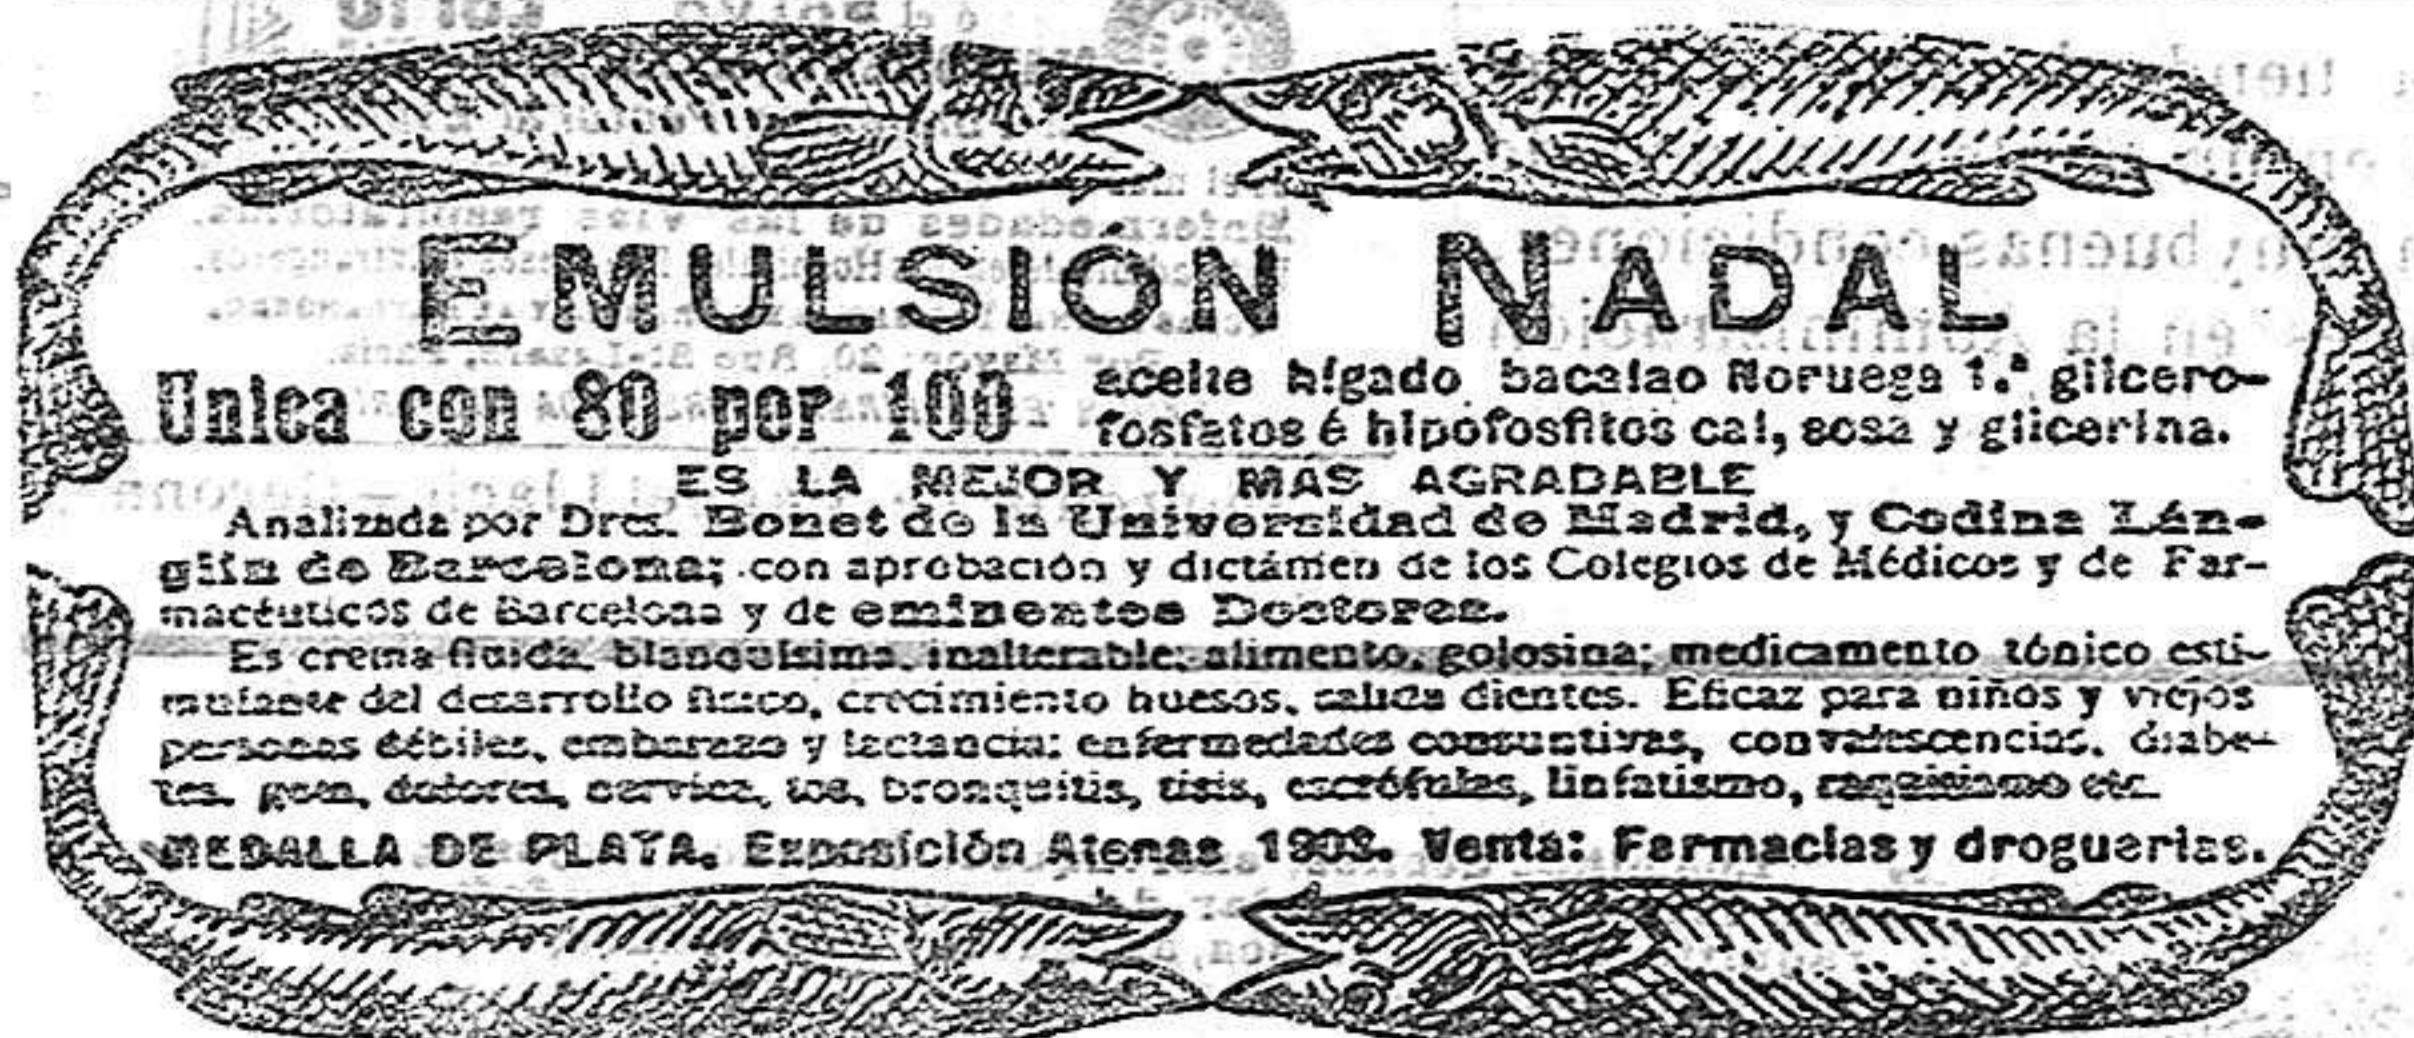 EMULSIÓN NADAL
Unica con 80 por 100 aceite hígado bacalao Noruega 1.ª glicero-
fosfatos é hipofosfitos cal, sosa y glicerina.
ES LA MEJOR Y MAS AGRADABLE
Analizada por Dres. Bonet de la Universidad de Madrid, y Codina Län-
glin de Barcelona; con aprobación y dictámen de los Colegios de Médicos y de Far-
macéuticos de Barcelona y de eminentes Doctores.
Es crema fluida, blanquísima, inalterable; alimento, golosina; medicamento tónico esti-
mulante del desarrollo físico, crecimiento huesos, salida dientes. Eficaz para niños y viejos
personas débiles, embarazo y lactancia; enfermedades consuntivas, convalescencias, diabe-
tes, gota, dolores, nervios, tos, bronquitis, tisis, escrófulas, linfatismo, raquitismo etc.
MEDALLA DE PLATA, Exposición Atenas 1903. Venta: Farmacias y droguerías.